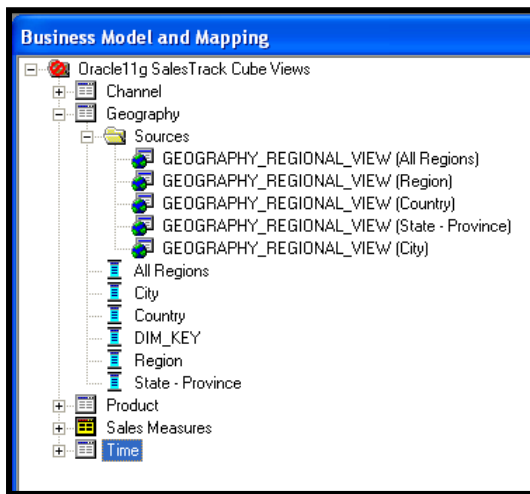 Business Model and Mapping
Oracle11g SalesTrack Cube Views
Channel
Geography
Sources
GEOGRAPHY_REGIONAL_VIEW (All Regions)
GEOGRAPHY_REGIONAL_VIEW (Region)
GEOGRAPHY_REGIONAL_VIEW (Country)
GEOGRAPHY_REGIONAL_VIEW (State - Province)
GEOGRAPHY_REGIONAL_VIEW (City)
All Regions
City
Country
DIM_KEY
Region
State - Province
Product
Sales Measures
Time